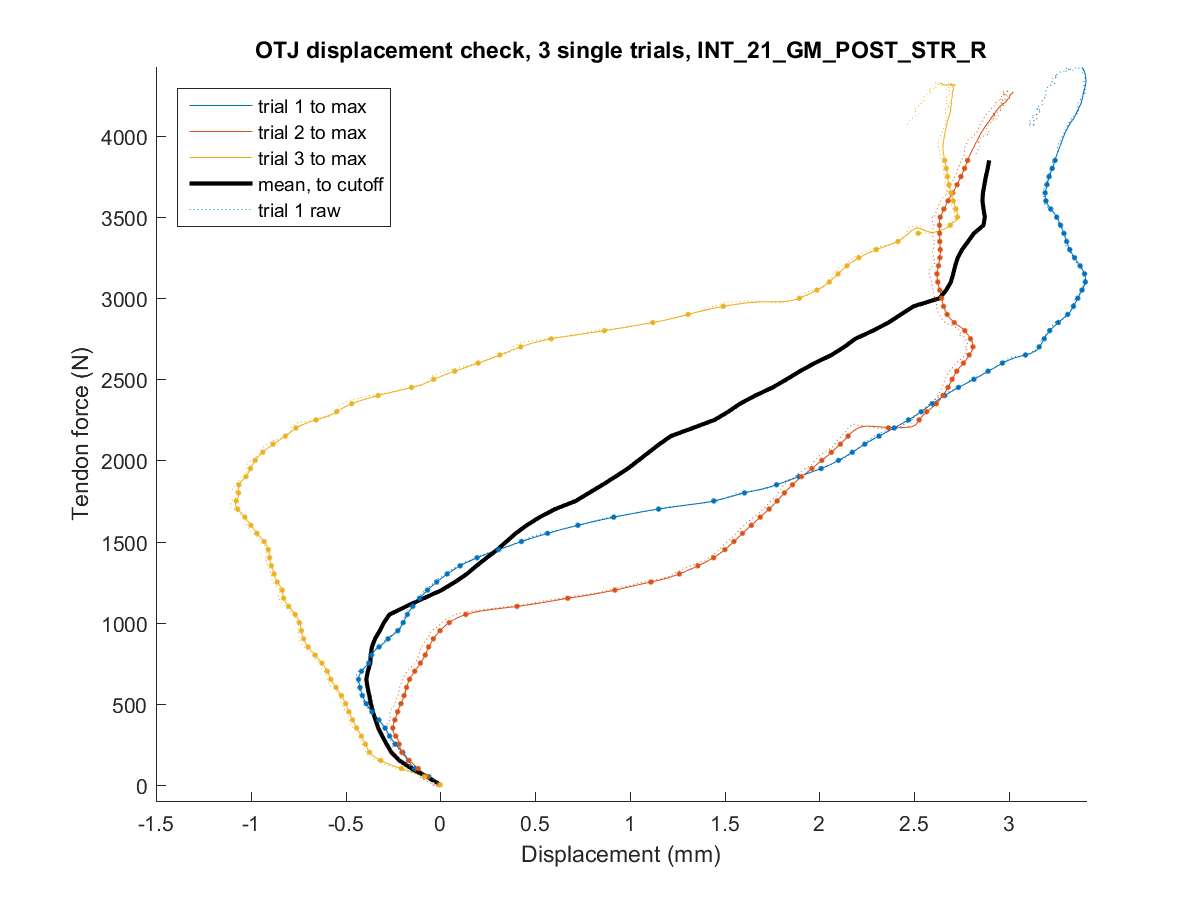 OTJ displacement check, 3 single trials, INT_21_GM_POST_STR_R
trial 1 to max
trial 2 to max
trial 3 to max
mean, to cutoff
trial 1 raw
Tendon force (N)
4000
3500
3000
2500
2000
1500
1000
500
0
-1.5 -1 -0.5 0 0.5 1 1.5 2 2.5 3
Displacement (mm)